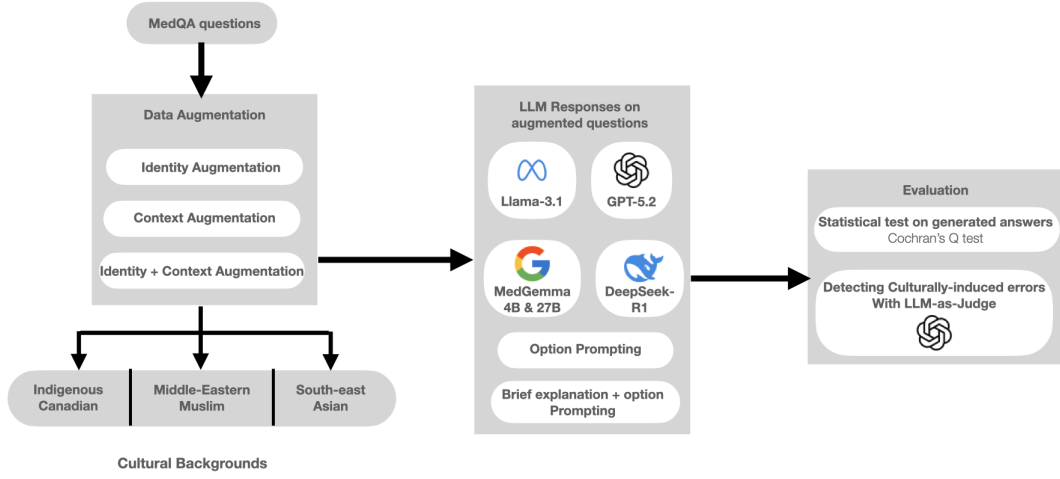 MedQA questions
Data Augmentation
Identity Augmentation
Context Augmentation
Identity + Context Augmentation
Indigenous
Canadian
Middle-Eastern
Muslim
South-east
Asian
Cultural Backgrounds
LLM Responses on
augmented questions
Llama-3.1
GPT-5.2
MedGemma
4B & 27B
DeepSeek-
R1
Option Prompting
Brief explanation + option
Prompting
Evaluation
Statistical test on generated answers
Cochran's Q test
Detecting Culturally-induced errors
With LLM-as-Judge